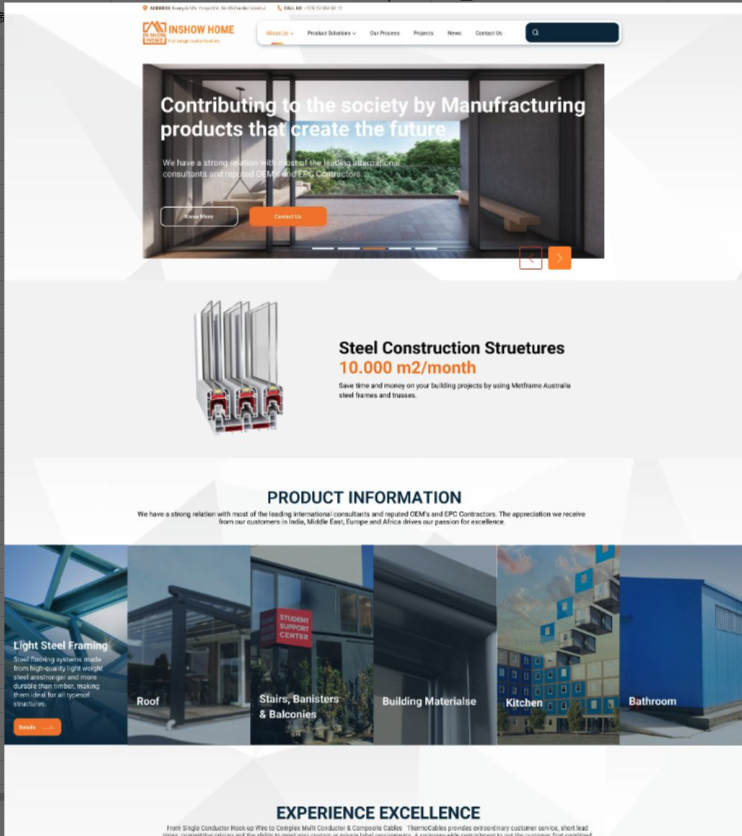 ADDRESS
CALL US
INSHOW HOME
IN SHOW
HOME
About Us
Product Solutions
Our Process
Projects
News
Contact Us
Contributing to the society by Manufracturing
products that create the future
We have a strong relation with most of the leading international
consultants and reputed OEM's and EPC Contractors.
Know More
Contact Us
Steel Construction Struetures
10.000 m2/month
Save time and money on your building projects by using Metframe Australia
steel frames and trusses.
PRODUCT INFORMATION
We have a strong relation with most of the leading international consultants and reputed OEM's and EPC Contractors. The appreciation we receive
from our customers in India, Middle East, Europe and Africa drives our passion for excellence.
Light Steel Framing
Steel flooring systems made
from high-quality light weight
steel arestronger and more
durable than timber, making
them ideal for all typesof
structures.
Details
Roof
STUDENT
SUPPORT
CENTER
Stairs, Banisters
& Balconies
Building Materialse
Kitchen
Bathroom
EXPERIENCE EXCELLENCE
From Single Conductor Hook-up Wire to Complex Multi Conductor & Composite Cables ThermoCables provides extraordinary customer service, short lead